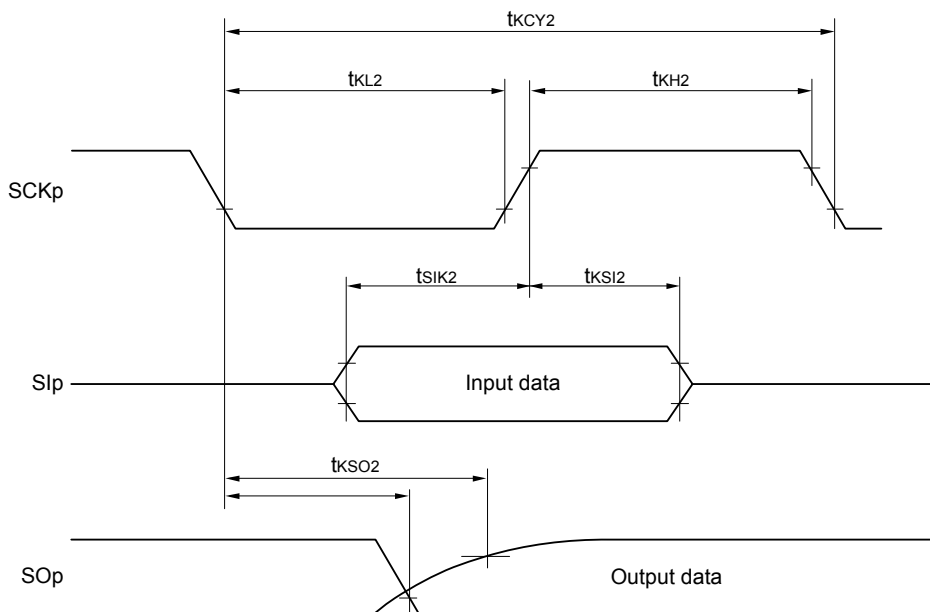 tKCY2
tKL2
tKH2
SCKp
tSIK2
tKSI2
SIp
Input data
tKSO2
SOp
Output data